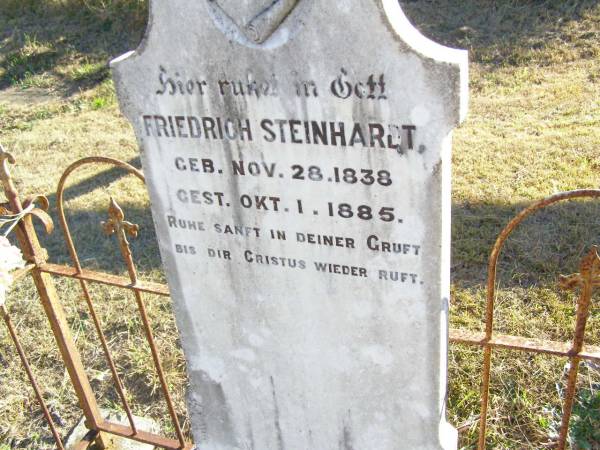 Hier ruhet in Gott
FRIEDRICH STEINHARDT,
GEB. NOV. 28.1838
GEST. OKT. 1. 1885.
RUHE SANFT IN DEINER GRUFT
BIS DIR CRISTUS WIEDER RUFT.